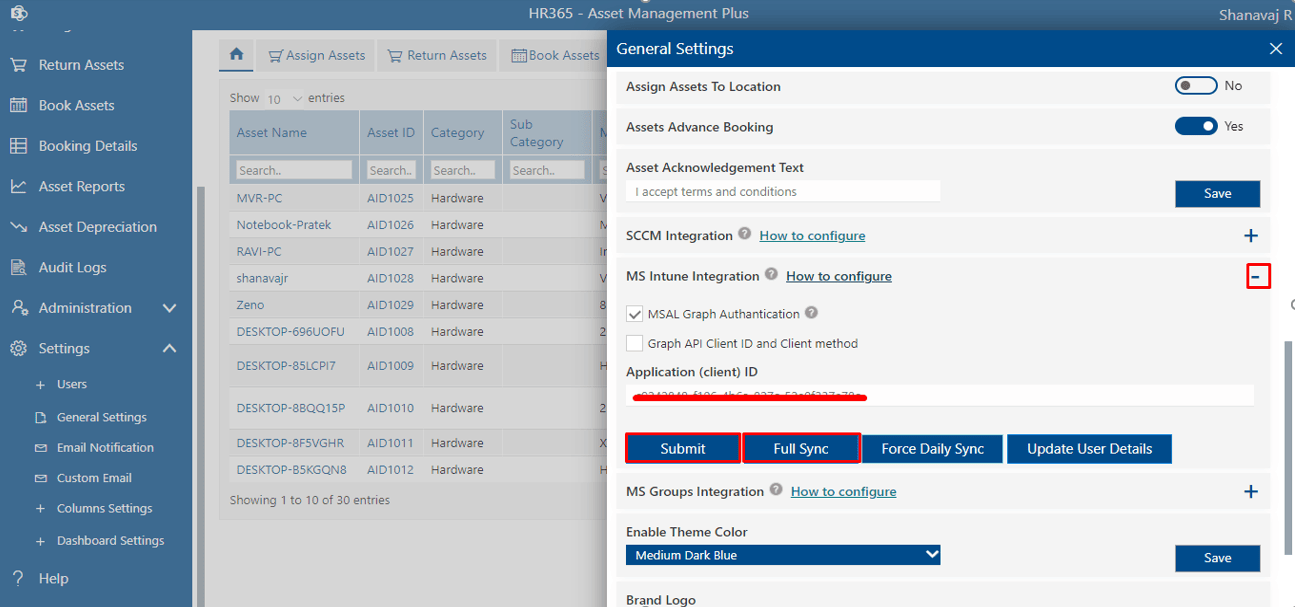 HR365 - Asset Management Plus
Shanavaj R
Return Assets
Book Assets
Booking Details
Asset Reports
Asset Depreciation
Audit Logs
Administration
Settings
+ Users
General Settings
Email Notification
Custom Email
+ Columns Settings
+ Dashboard Settings
? Help
Assign Assets
Return Assets
Book Assets
Show 10 entries
Asset Name Asset ID Category Sub Category
Search.. Search.. Search.. Search..
MVR-PC AID1025 Hardware
Notebook-Pratek AID1026 Hardware
RAVI-PC AID1027 Hardware
shanavajr AID1028 Hardware
Zeno AID1029 Hardware
DESKTOP-696UOFU AID1008 Hardware
DESKTOP-85LCPI7 AID1009 Hardware
DESKTOP-8BQQ15P AID1010 Hardware
DESKTOP-8F5VGHR AID1011 Hardware
DESKTOP-B5KGQN8 AID1012 Hardware
Showing 1 to 10 of 30 entries
General Settings
Assign Assets To Location No
Assets Advance Booking Yes
Asset Acknowledgement Text
I accept terms and conditions
Save
SCCM Integration How to configure
MS Intune Integration How to configure
MSAL Graph Authantication
Graph API Client ID and Client method
Application (client) ID
Submit Full Sync Force Daily Sync Update User Details
MS Groups Integration How to configure
Enable Theme Color
Medium Dark Blue
Save
Brand Logo